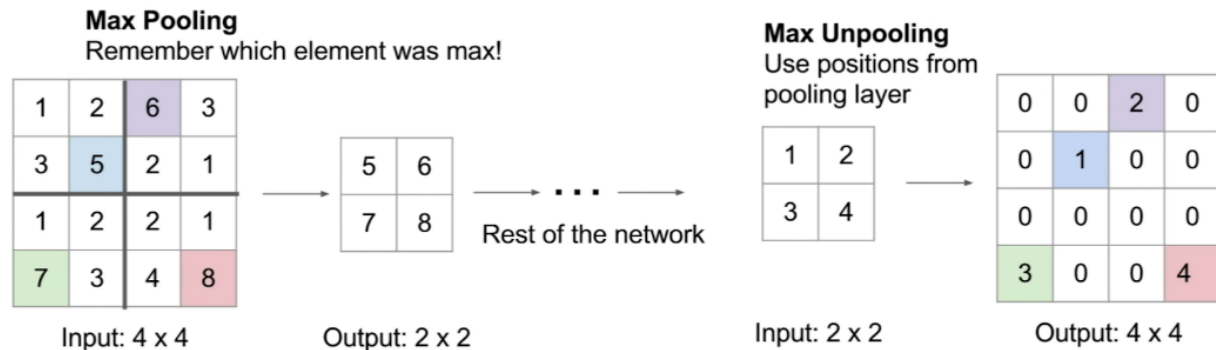 Max Pooling
Remember which element was max!
1 2 6 3
3 5 2 1
1 2 2 1
7 3 4 8
Input: 4 x 4
5 6
7 8
Output: 2 x 2
...
Rest of the network
Max Unpooling
Use positions from
pooling layer
1 2
3 4
Input: 2 x 2
0 0 2 0
0 1 0 0
0 0 0 0
3 0 0 4
Output: 4 x 4